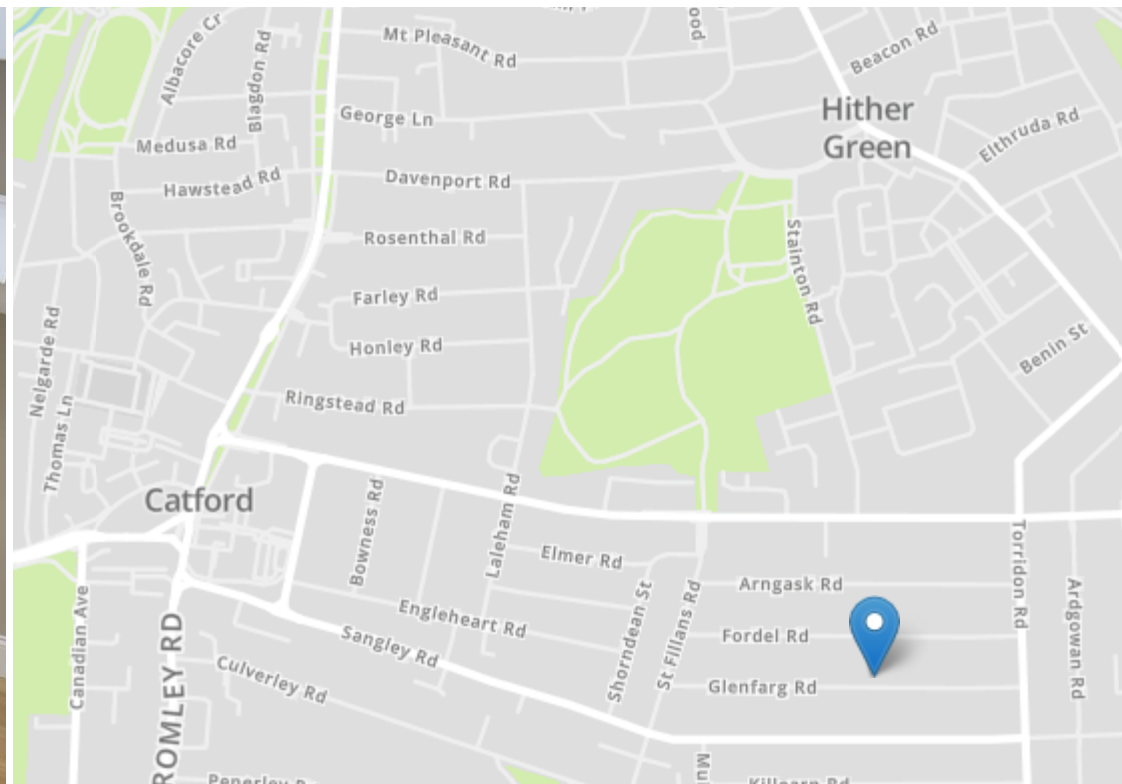 Albacore Cr
Blagdon Rd
Mt Pleasant Rd
ood
Beacon Rd
George Ln
Hither
Green
Elthruda Rd
Medusa Rd
Hawstead Rd
Davenport Rd
Brookdale Rd
Rosenthal Rd
Stainton Rd
Farley Rd
Honley Rd
Nelgarde Rd
Benin St
Ringstead Rd
Thomas Ln
Catford
Bowness Rd
Laleham Rd
Elmer Rd
Torridon Rd
Arngask Rd
Ardgowan Rd
Canadian Ave
Engleheart Rd
Shorndean St
St Fillans Rd
Fordel Rd
Sangley Rd
Culverley Rd
Glenfarg Rd
ROMLEY RD
Mu